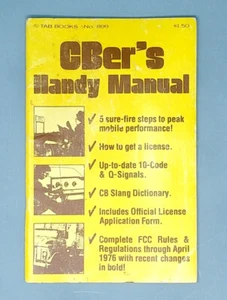 TAB BOOKS No. 899 $1.50
CBer's
Handy Manual
✓ 5 sure-fire steps to peak
mobile performance!
✓ How to get a license.
✓ Up-to-date 10-Code
& Q-Signals.
✓ CB Slang Dictionary.
✓ Includes Official License
Application Form.
✓ Complete FCC Rules &
Regulations through April
1976 with recent changes
in bold!